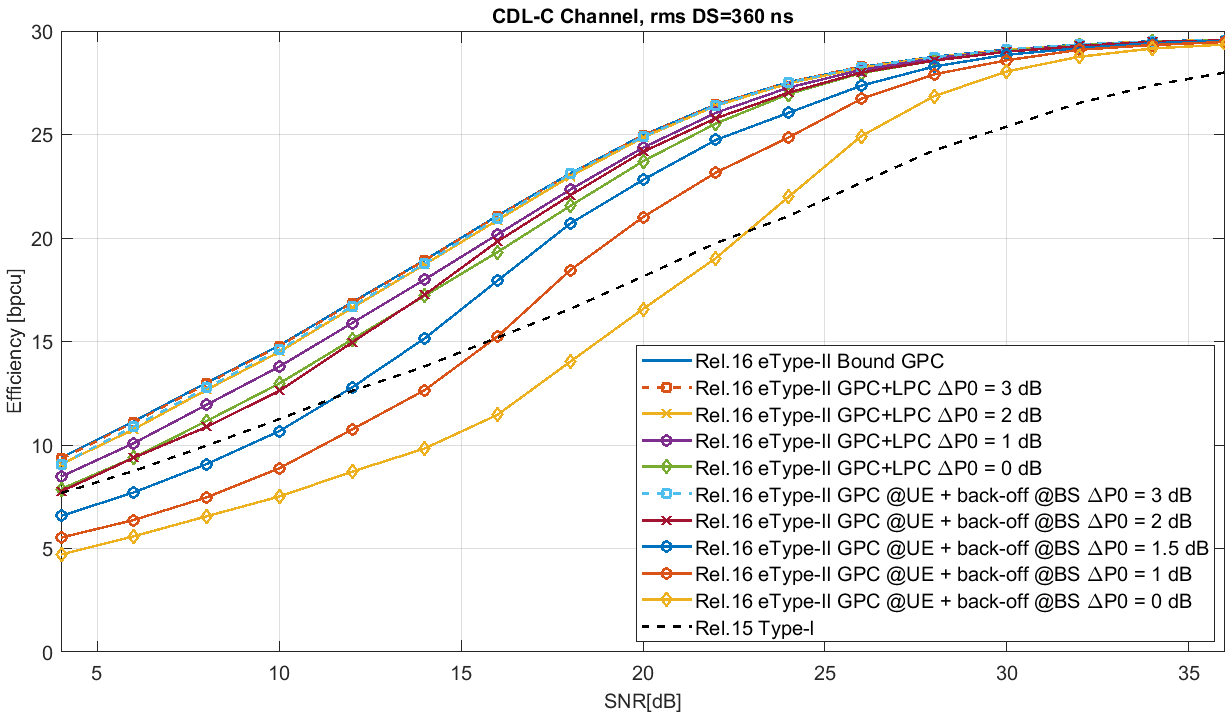 CDL-C Channel, rms DS=360 ns
30
25
20
15
10
5
0
Efficiency [bpcu]
Rel.16 eType-II Bound GPC
Rel.16 eType-II GPC+LPC ΔP0 = 3 dB
Rel.16 eType-II GPC+LPC ΔP0 = 2 dB
Rel.16 eType-II GPC+LPC ΔP0 = 1 dB
Rel.16 eType-II GPC+LPC ΔP0 = 0 dB
Rel.16 eType-II GPC @UE + back-off @BS ΔP0 = 3 dB
Rel.16 eType-II GPC @UE + back-off @BS ΔP0 = 2 dB
Rel.16 eType-II GPC @UE + back-off @BS ΔP0 = 1.5 dB
Rel.16 eType-II GPC @UE + back-off @BS ΔP0 = 1 dB
Rel.16 eType-II GPC @UE + back-off @BS ΔP0 = 0 dB
Rel.15 Type-I
5 10 15 20 25 30 35
SNR[dB]